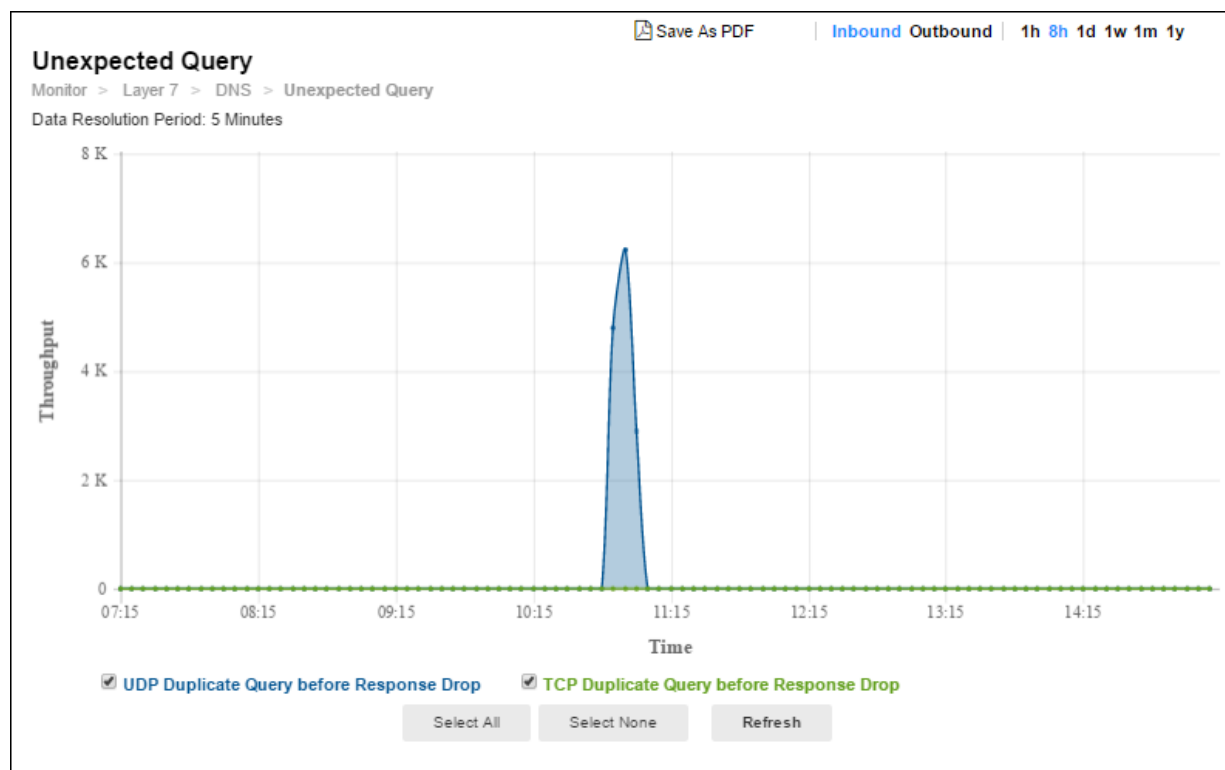 Save As PDF Inbound Outbound 1h 8h 1d 1w 1m 1y
Unexpected Query
Monitor > Layer 7 > DNS > Unexpected Query
Data Resolution Period: 5 Minutes
8 K
6 K
4 K
2 K
0
Throughput
07:15 08:15 09:15 10:15 11:15 12:15 13:15 14:15
Time
UDP Duplicate Query before Response Drop TCP Duplicate Query before Response Drop
Select All Select None Refresh